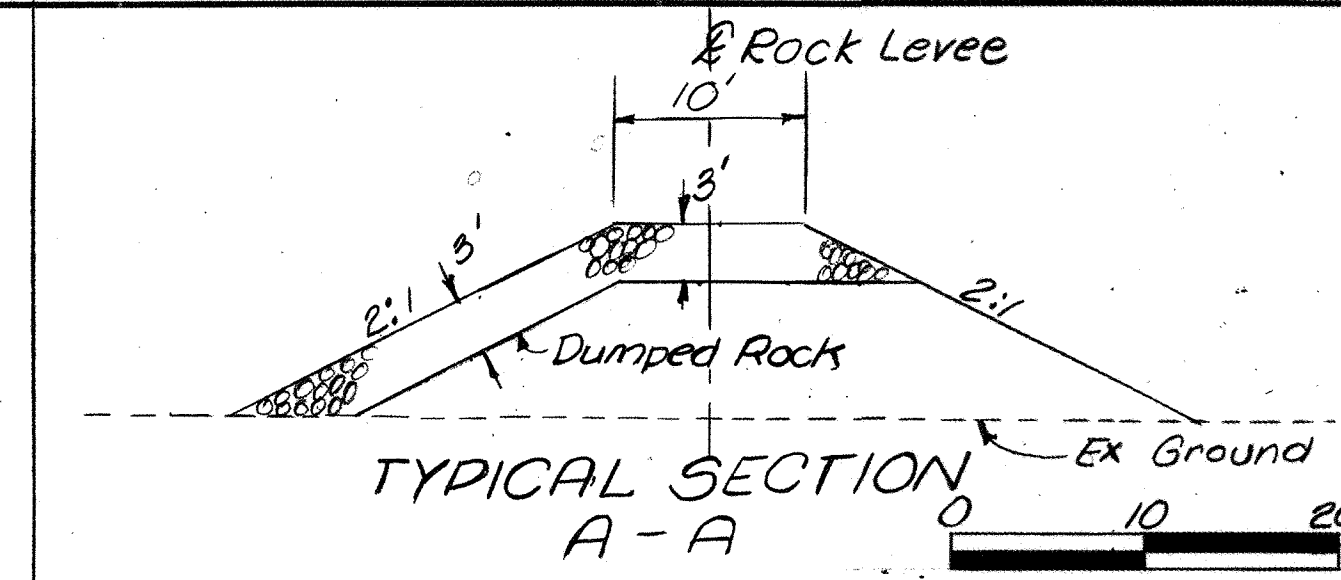 ℄ Rock Levee
10'
3'
3'
2:1
2:1
Dumped Rock
Ex Ground
TYPICAL SECTION
A - A
0 10